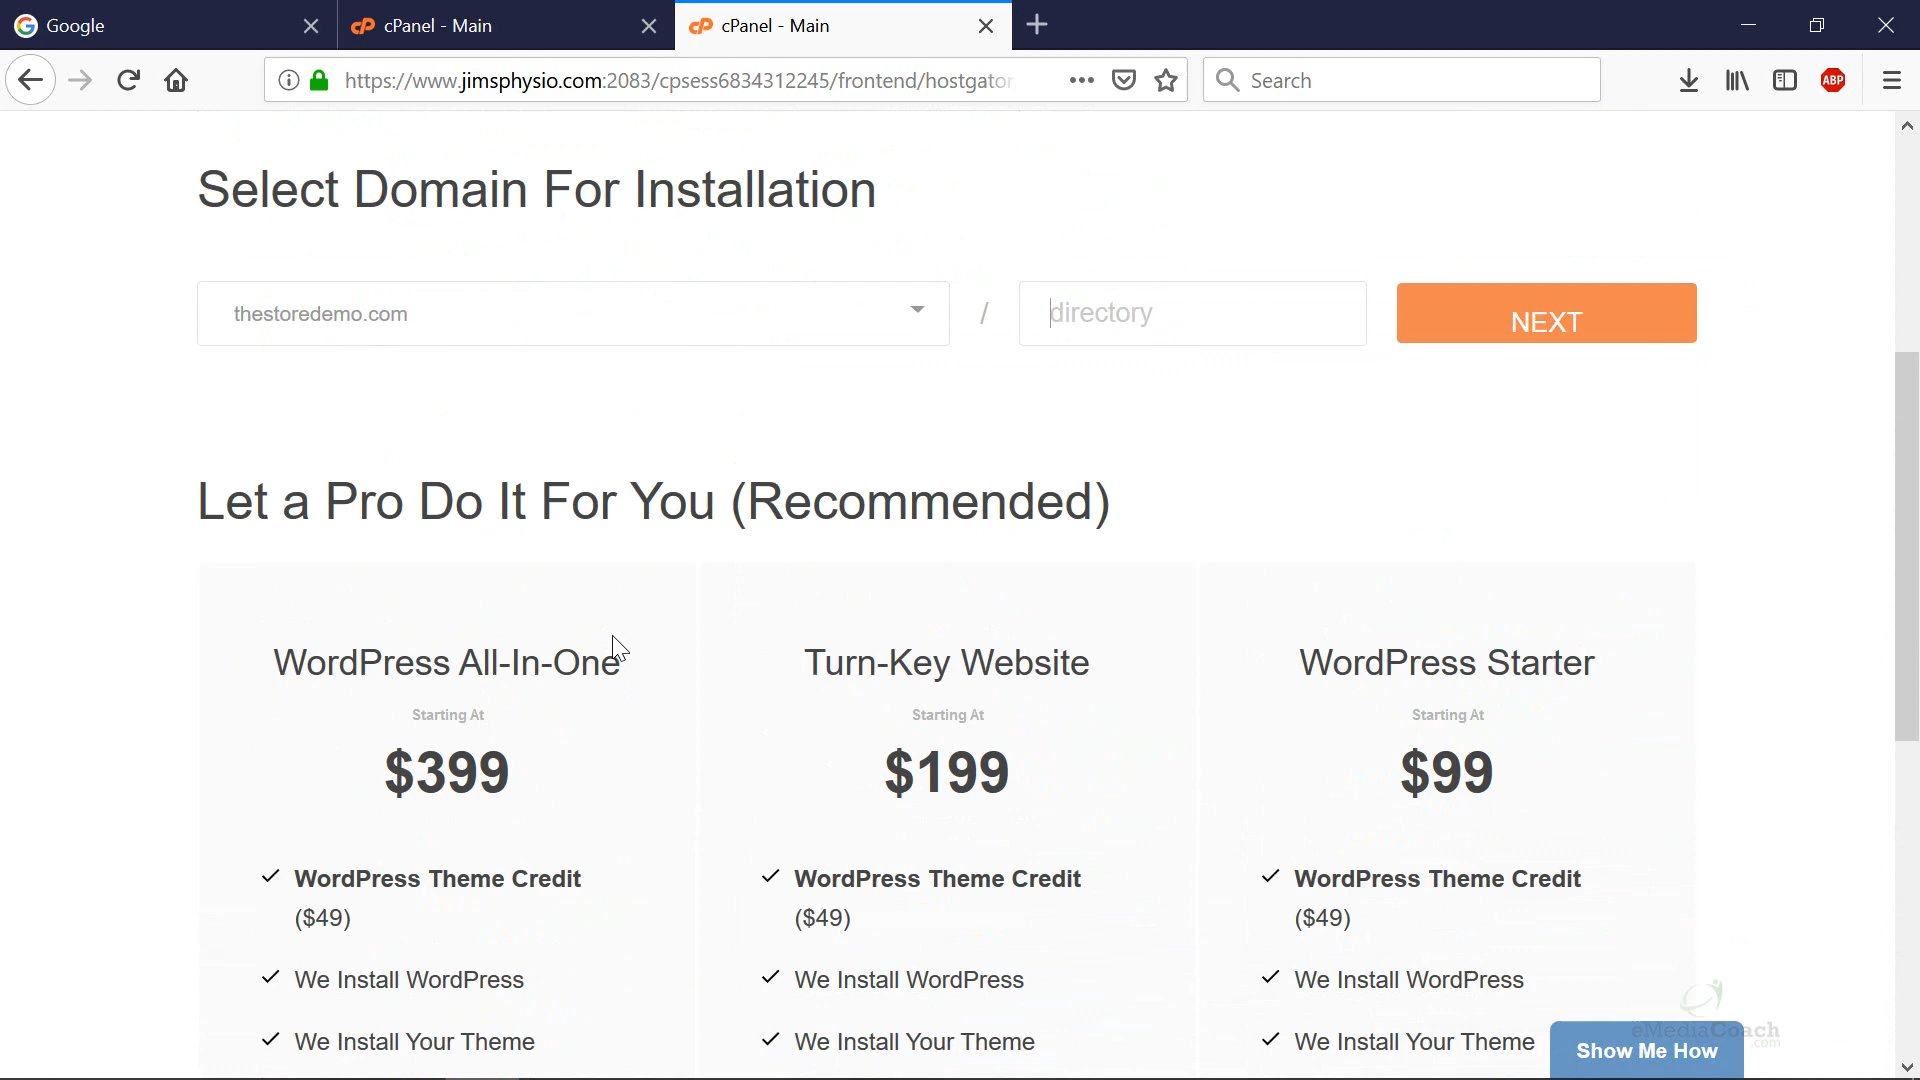 Google
cPanel - Main
cPanel - Main
https://www.jimsphysio.com:2083/cpsess6834312245/frontend/hostgator
Search
ABP
Select Domain For Installation
thestoredemo.com
/
directory
NEXT
Let a Pro Do It For You (Recommended)
WordPress All-In-One
Starting At
$399
WordPress Theme Credit
($49)
We Install WordPress
We Install Your Theme
Turn-Key Website
Starting At
$199
WordPress Theme Credit
($49)
We Install WordPress
We Install Your Theme
WordPress Starter
Starting At
$99
WordPress Theme Credit
($49)
We Install WordPress
We Install Your Theme
eMediaCoach
.com
Show Me How